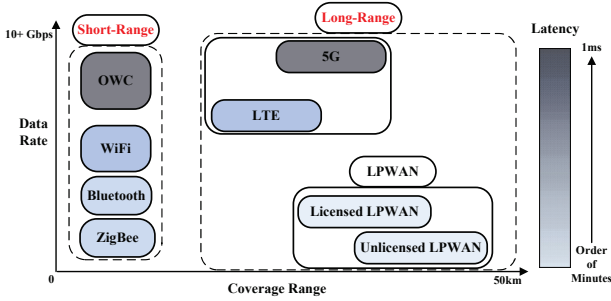 Short-Range
Long-Range
Latency
10+ Gbps
5G
1ms
OWC
LTE
Data
Rate
WiFi
LPWAN
Bluetooth
Licensed LPWAN
ZigBee
Unlicensed LPWAN
Order
of
Minutes
0
Coverage Range
50km